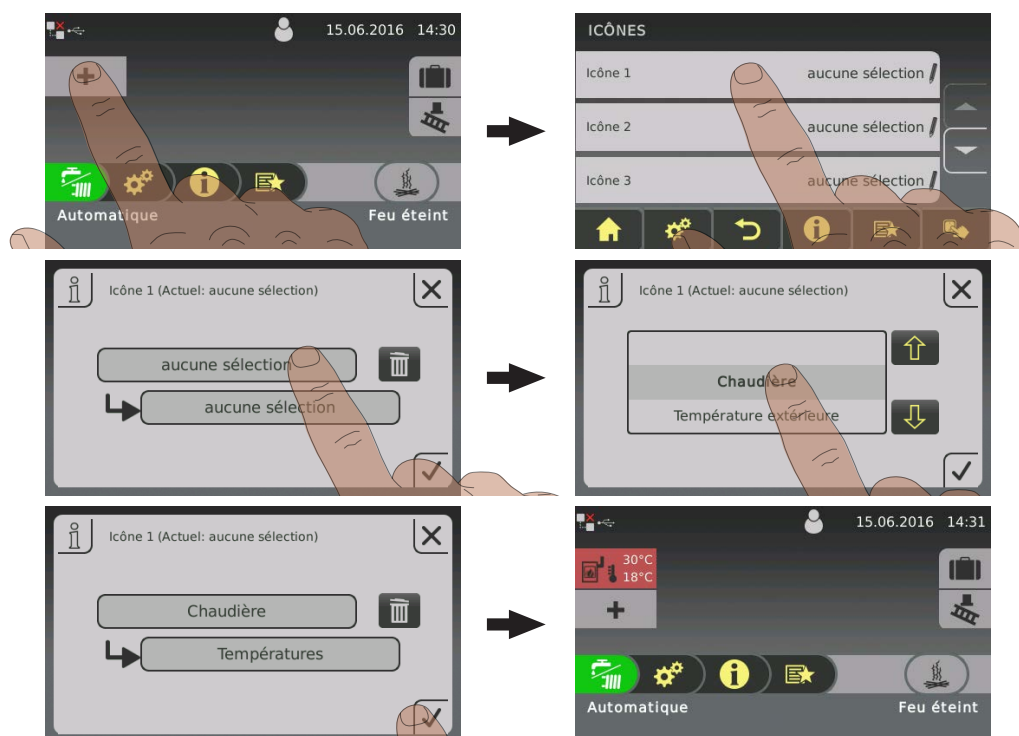 15.06.2016 14:30
Automatique
Feu éteint
ICÔNES
Icône 1
aucune sélection
Icône 2
aucune sélection
Icône 3
aucune sélection
Icône 1 (Actuel: aucune sélection)
aucune sélection
aucune sélection
Icône 1 (Actuel: aucune sélection)
Chaudière
Température extérieure
Icône 1 (Actuel: aucune sélection)
Chaudière
Températures
15.06.2016 14:31
30°C
18°C
Automatique
Feu éteint